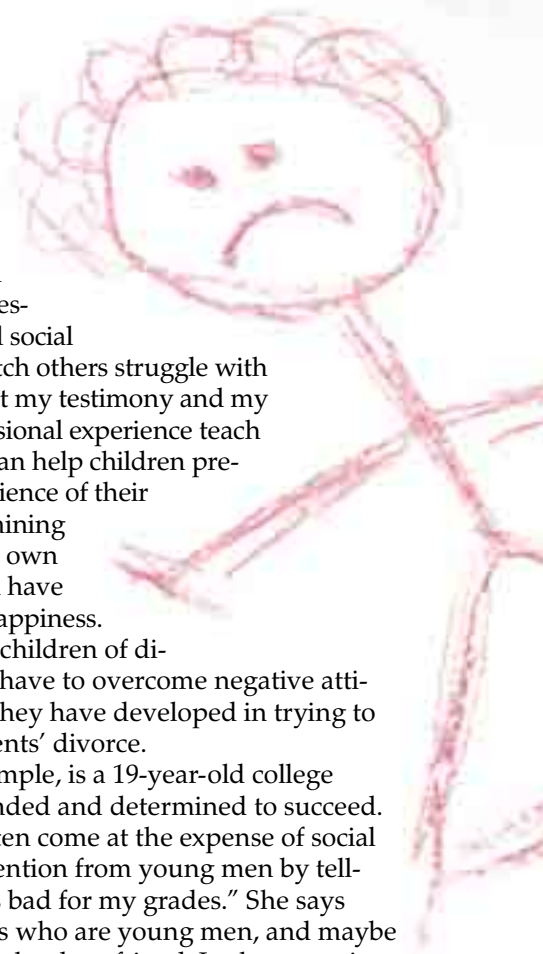 es-
social
tch others struggle with
t my testimony and my
sional experience teach
an help children pre-
ience of their
ining
own
have
appiness.
children of di-
have to overcome negative atti-
hey have developed in trying to
ents’ divorce.
mple, is a 19-year-old college
nded and determined to succeed.
ten come at the expense of social
ention from young men by tell-
s bad for my grades.” She says
s who are young men, and maybe